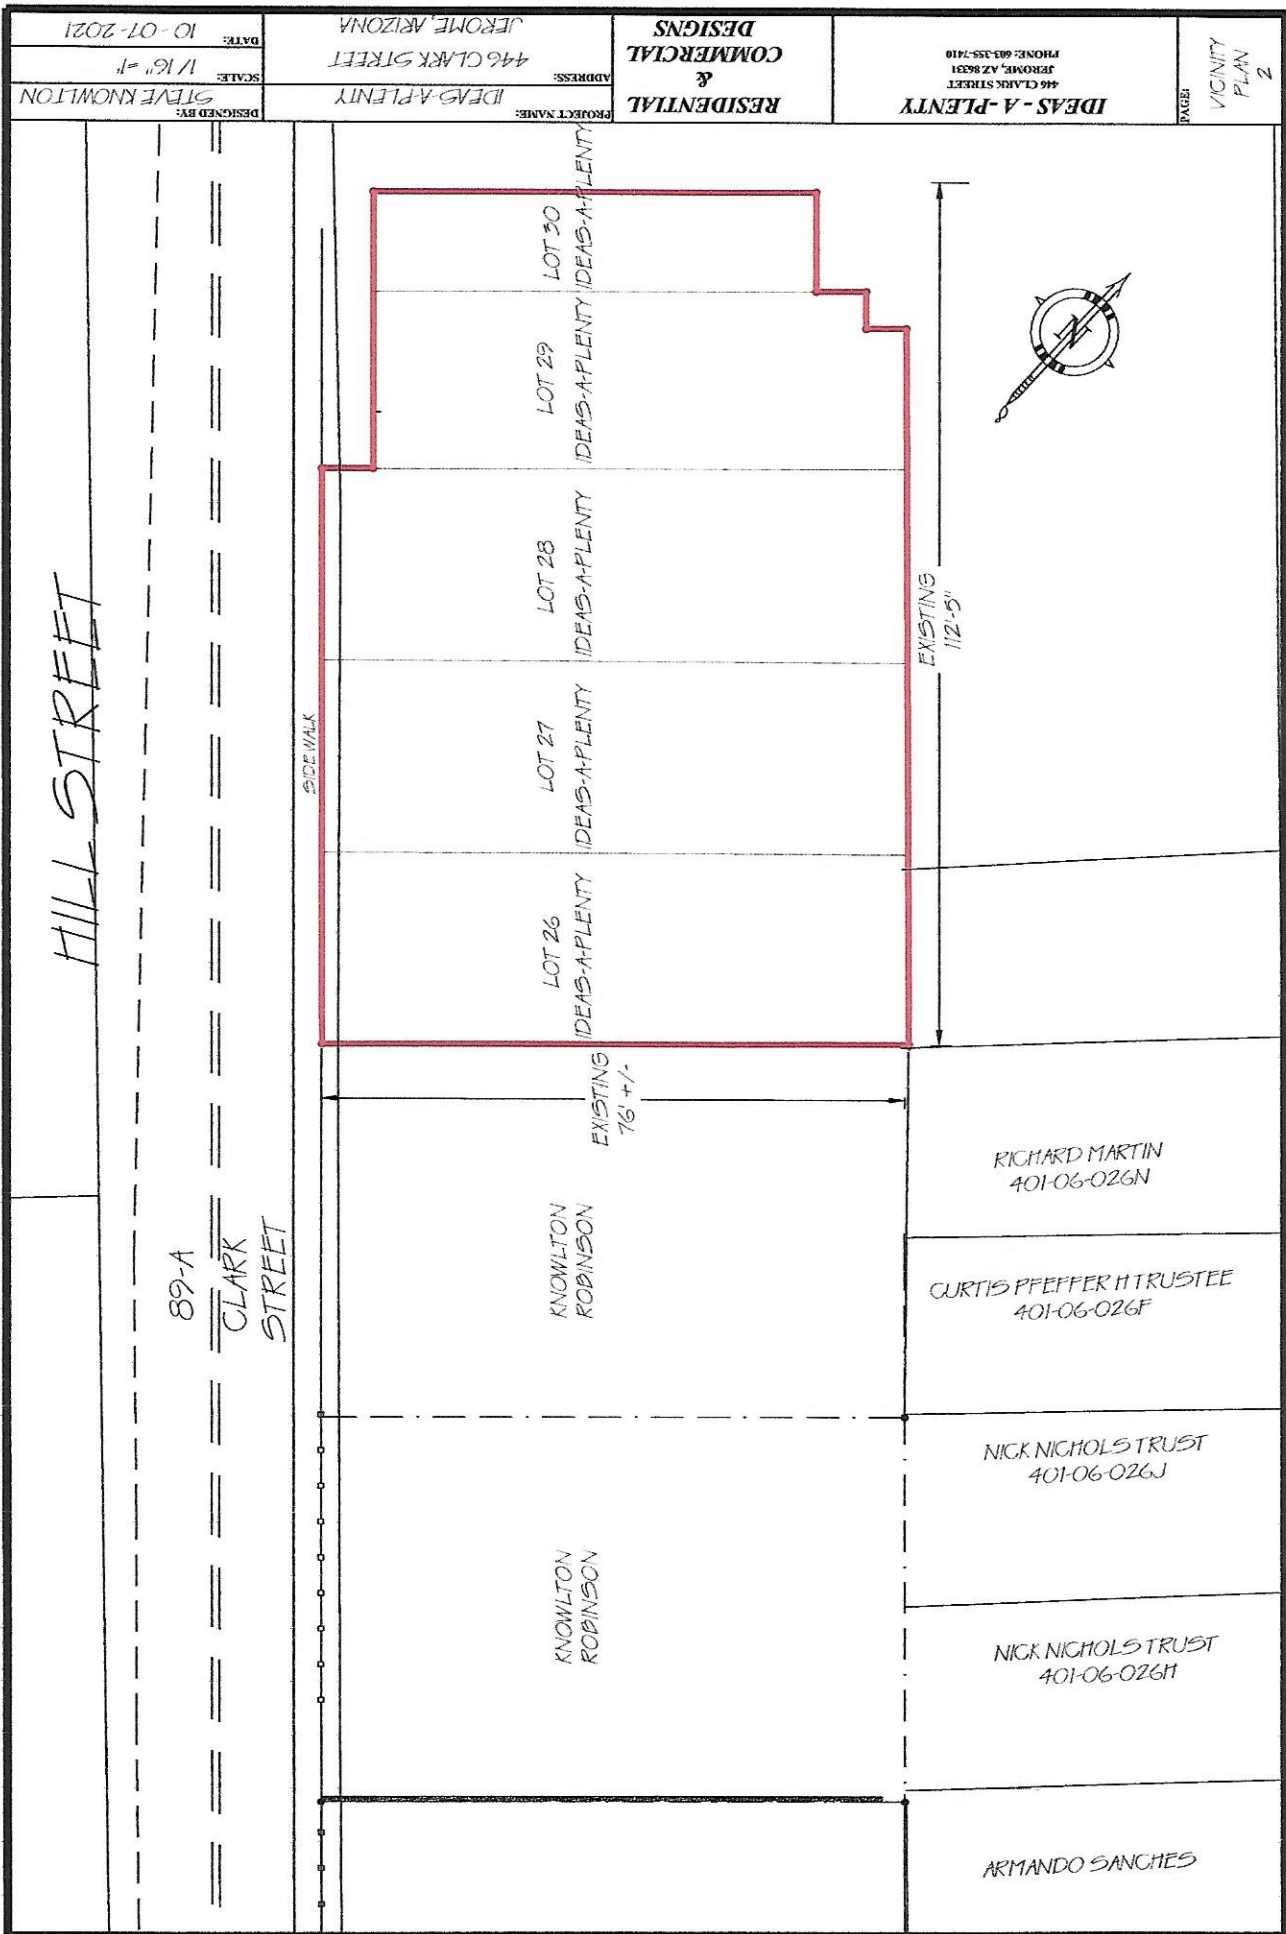 PAGE:
VICINITY
PLAN
2
IDEAS - A - PLENTY
446 CLARK STREET
JEROME, AZ 86331
PHONE: 603-355-7410
RESIDENTIAL
&
COMMERCIAL
DESIGNS
PROJECT NAME:
IDEAS-A-PLENTY
ADDRESS:
446 CLARK STREET
JEROME, ARIZONA
DESIGNED BY:
STEVE KNOWLTON
SCALE:
1/16" = 1'
DATE:
10-07-2021
HILL STREET
89-A
CLARK
STREET
SIDEWALK
LOT 30
IDEAS-A-PLENTY
LOT 29
IDEAS-A-PLENTY
LOT 28
IDEAS-A-PLENTY
LOT 27
IDEAS-A-PLENTY
LOT 26
IDEAS-A-PLENTY
N
EXISTING
112'-5"
EXISTING
76' +/-
KNOWLTON
ROBINSON
KNOWLTON
ROBINSON
RICHARD MARTIN
401-06-026N
CURTIS PFEFFER H TRUSTEE
401-06-026F
NICK NICHOLS TRUST
401-06-026J
NICK NICHOLS TRUST
401-06-026H
ARMANDO SANCHES